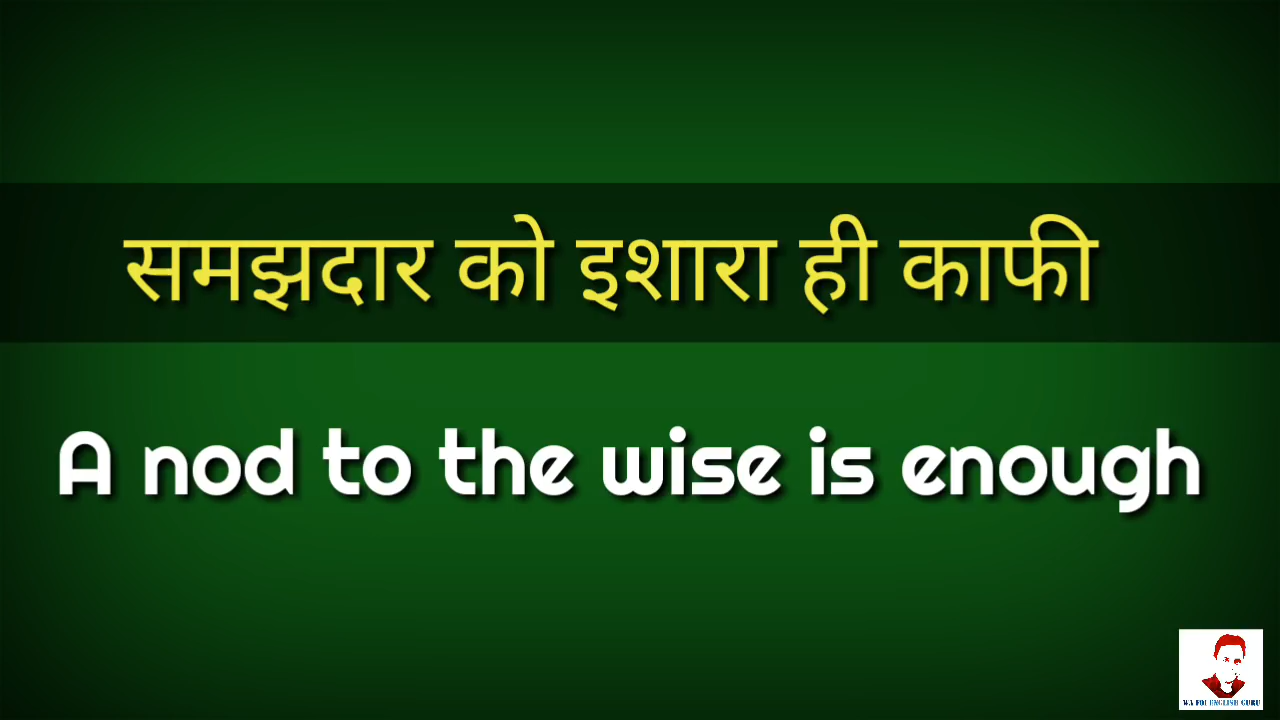 समझदार को इशारा ही काफी
A nod to the wise is enough